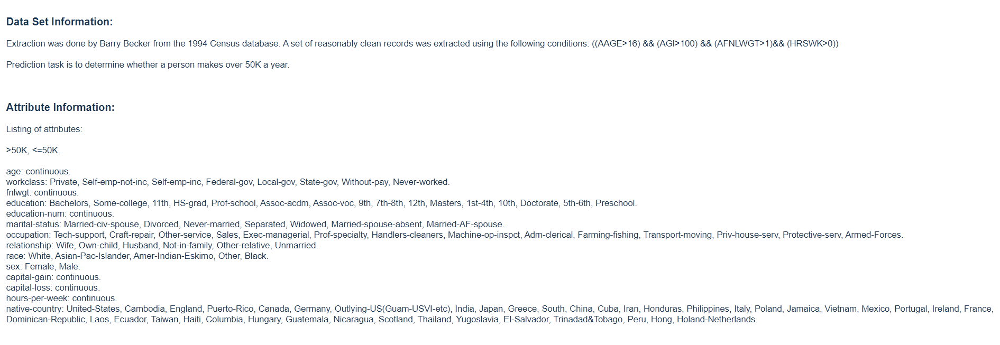 Data Set Information:
Extraction was done by Barry Becker from the 1994 Census database. A set of reasonably clean records was extracted using the following conditions: ((AAGE>16) && (AGI>100) && (AFNLWGT>1)&& (HRSWK>0))
Prediction task is to determine whether a person makes over 50K a year.
Attribute Information:
Listing of attributes:
>50K, <=50K.
age: continuous.
workclass: Private, Self-emp-not-inc, Self-emp-inc, Federal-gov, Local-gov, State-gov, Without-pay, Never-worked.
fnlwgt: continuous.
education: Bachelors, Some-college, 11th, HS-grad, Prof-school, Assoc-acdm, Assoc-voc, 9th, 7th-8th, 12th, Masters, 1st-4th, 10th, Doctorate, 5th-6th, Preschool.
education-num: continuous.
marital-status: Married-civ-spouse, Divorced, Never-married, Separated, Widowed, Married-spouse-absent, Married-AF-spouse.
occupation: Tech-support, Craft-repair, Other-service, Sales, Exec-managerial, Prof-specialty, Handlers-cleaners, Machine-op-inspct, Adm-clerical, Farming-fishing, Transport-moving, Priv-house-serv, Protective-serv, Armed-Forces.
relationship: Wife, Own-child, Husband, Not-in-family, Other-relative, Unmarried.
race: White, Asian-Pac-Islander, Amer-Indian-Eskimo, Other, Black.
sex: Female, Male.
capital-gain: continuous.
capital-loss: continuous.
hours-per-week: continuous.
native-country: United-States, Cambodia, England, Puerto-Rico, Canada, Germany, Outlying-US(Guam-USVI-etc), India, Japan, Greece, South, China, Cuba, Iran, Honduras, Philippines, Italy, Poland, Jamaica, Vietnam, Mexico, Portugal, Ireland, France,
Dominican-Republic, Laos, Ecuador, Taiwan, Haiti, Columbia, Hungary, Guatemala, Nicaragua, Scotland, Thailand, Yugoslavia, El-Salvador, Trinadad&Tobago, Peru, Hong, Holand-Netherlands.